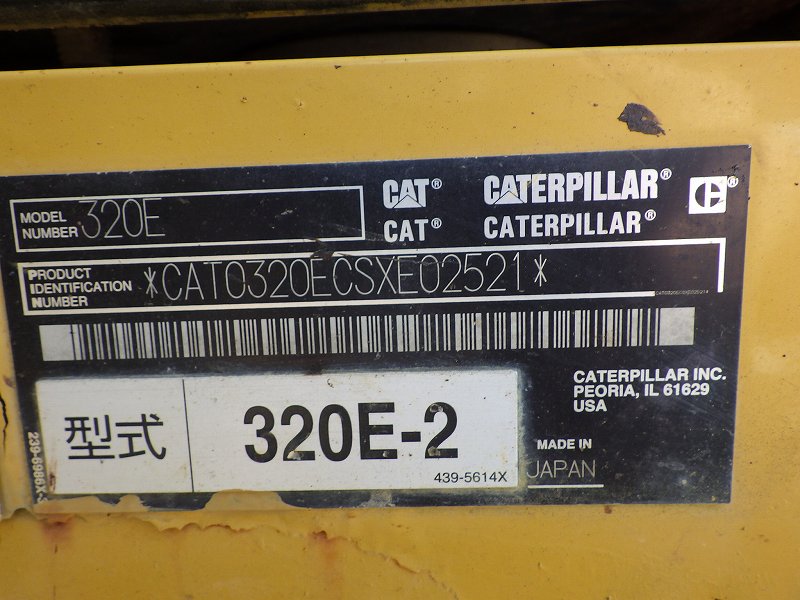 MODEL NUMBER 320E
CAT® CATERPILLAR®
CAT® CATERPILLAR®
PRODUCT IDENTIFICATION NUMBER *CAT0320ECSXE02521*
CATERPILLAR INC.
PEORIA, IL 61629
USA
型式 320E-2
439-5614X
MADE IN
JAPAN